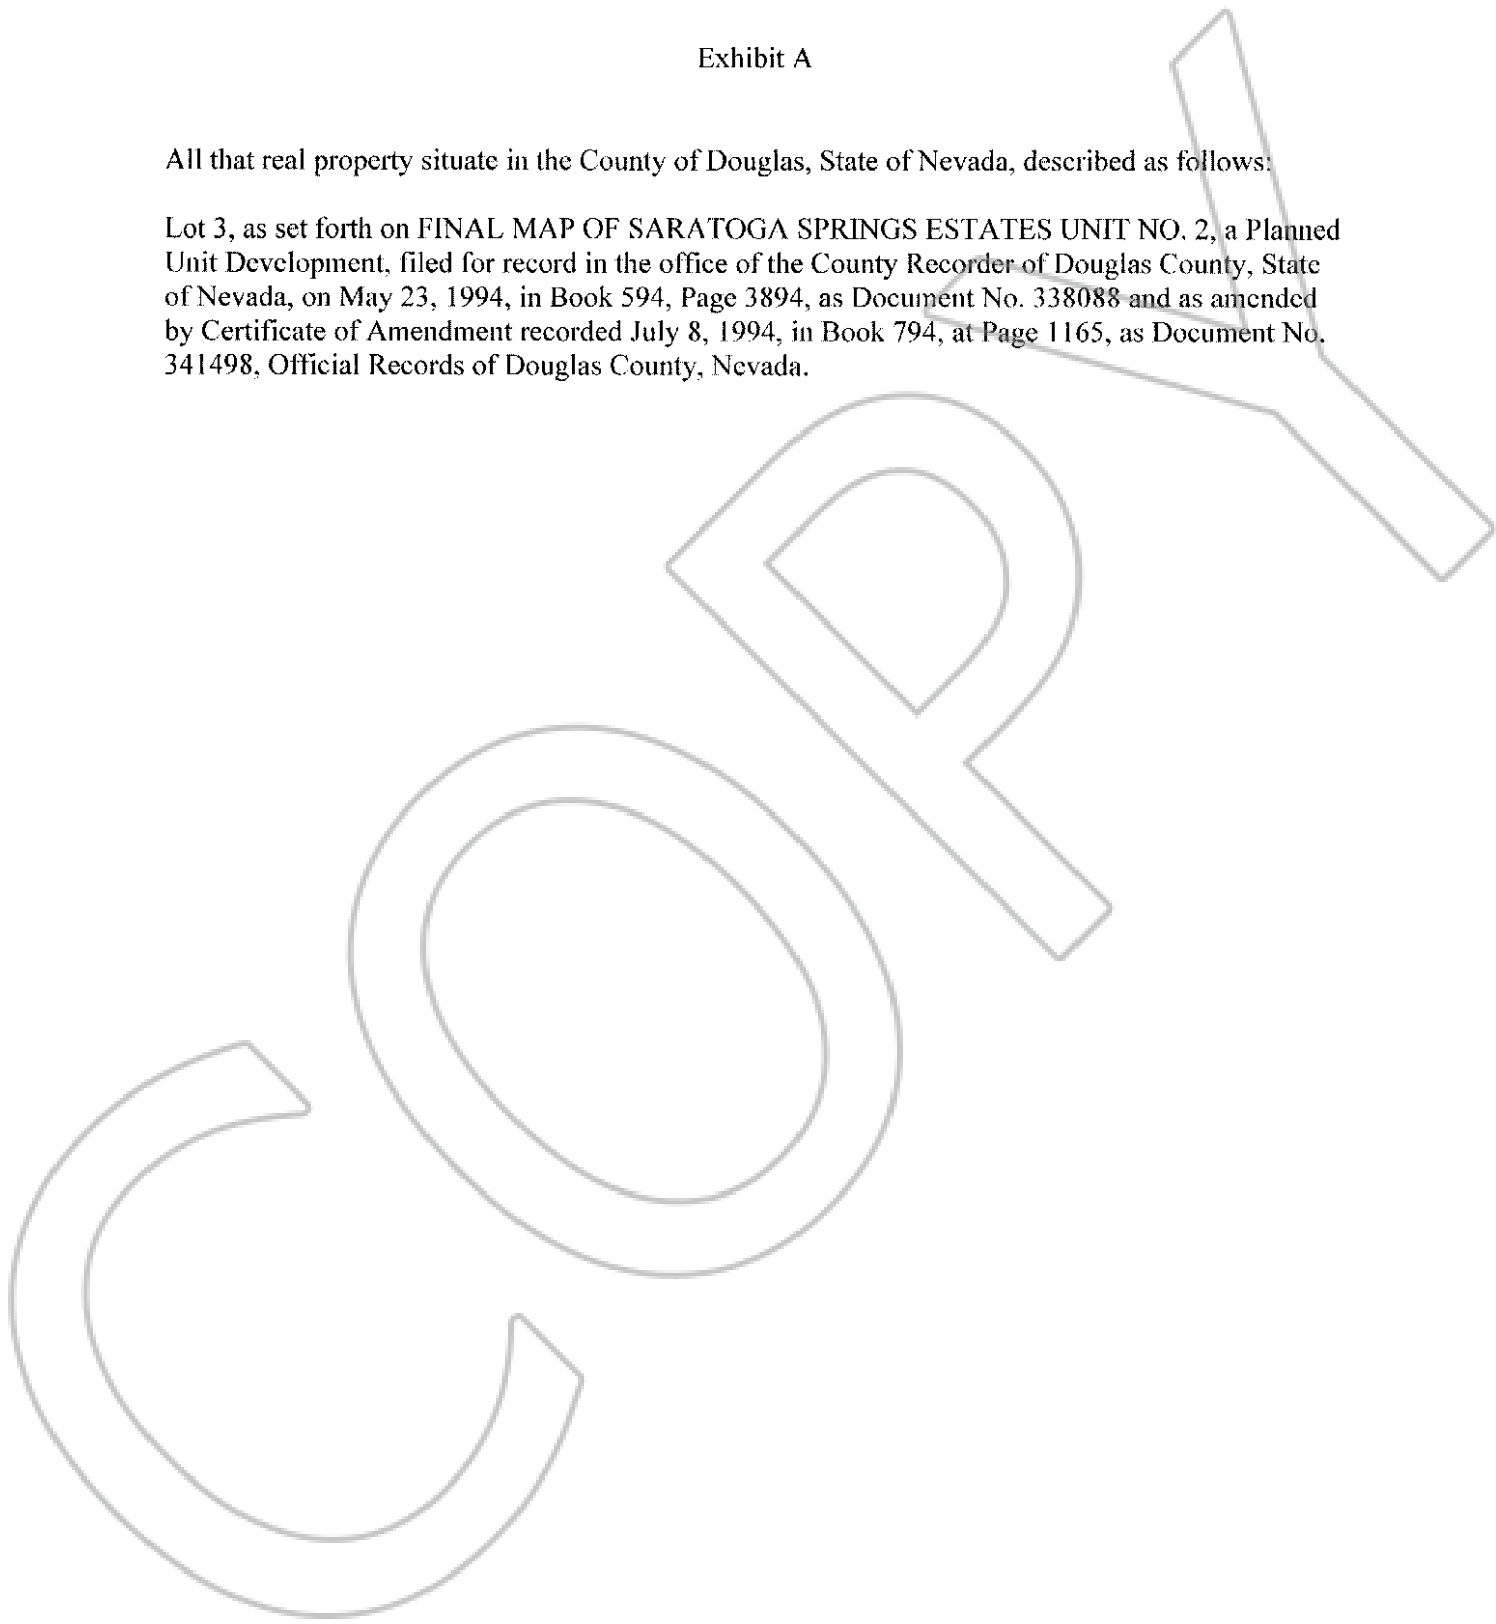 Exhibit A
All that real property situate in the County of Douglas, State of Nevada, described as follows:
Lot 3, as set forth on FINAL MAP OF SARATOGA SPRINGS ESTATES UNIT NO. 2, a Planned
Unit Development, filed for record in the office of the County Recorder of Douglas County, State
of Nevada, on May 23, 1994, in Book 594, Page 3894, as Document No. 338088 and as amended
by Certificate of Amendment recorded July 8, 1994, in Book 794, at Page 1165, as Document No.
341498, Official Records of Douglas County, Nevada.
COPY